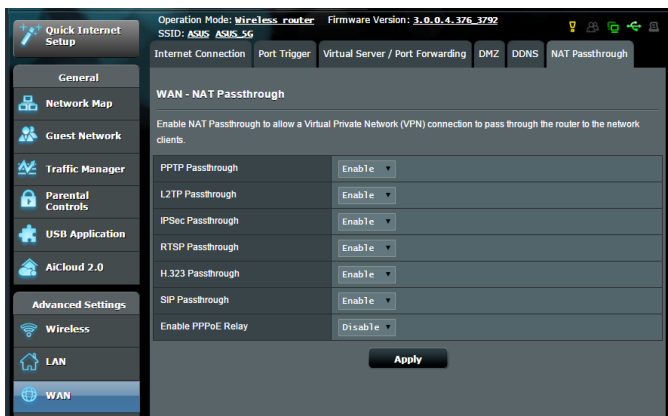 Quick Internet
Setup
Operation Mode: Wireless router Firmware Version: 3.0.0.4.376_3792
SSID: ASUS ASUS_5G
Internet Connection Port Trigger Virtual Server / Port Forwarding DMZ DDNS NAT Passthrough
General
Network Map
Guest Network
Traffic Manager
Parental
Controls
USB Application
AiCloud 2.0
Advanced Settings
Wireless
LAN
WAN
WAN - NAT Passthrough
Enable NAT Passthrough to allow a Virtual Private Network (VPN) connection to pass through the router to the network
clients.
PPTP Passthrough Enable
L2TP Passthrough Enable
IPSec Passthrough Enable
RTSP Passthrough Enable
H.323 Passthrough Enable
SIP Passthrough Enable
Enable PPPoE Relay Disable
Apply